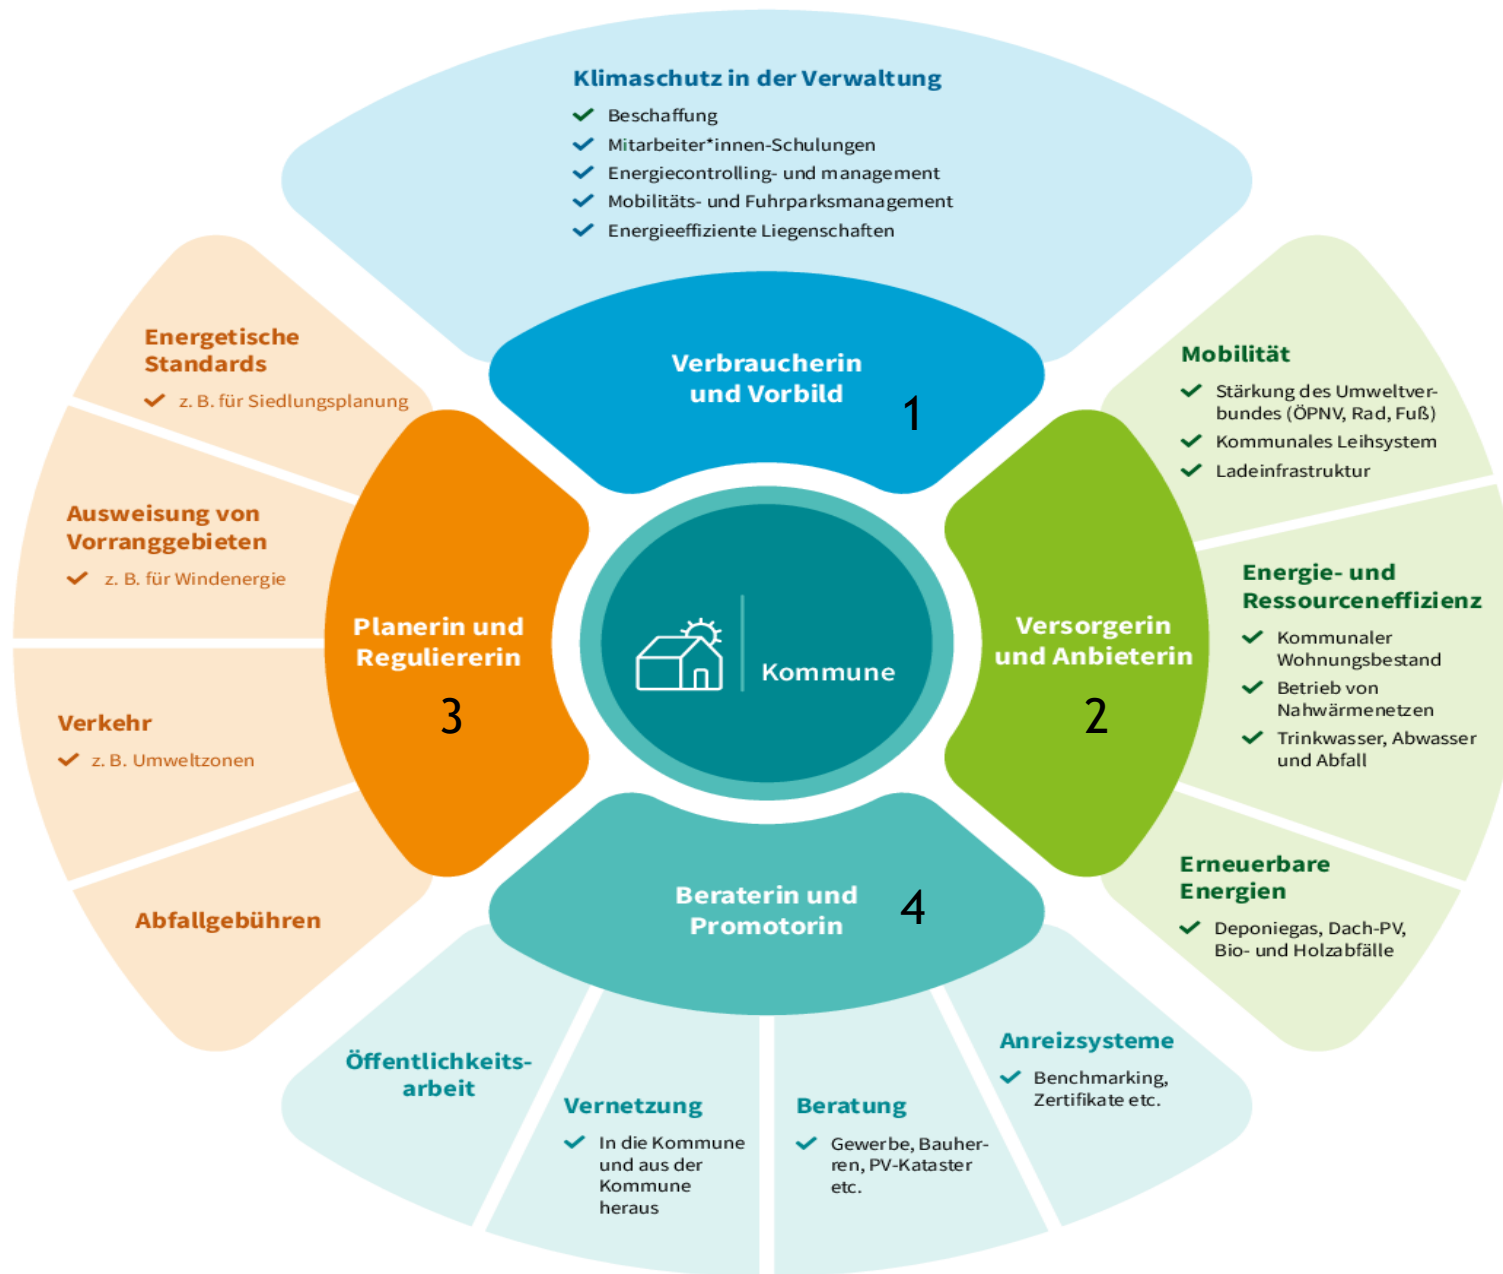 Klimaschutz in der Verwaltung
Beschaffung
Mitarbeiter*innen-Schulungen
Energiecontrolling- und management
Mobilitäts- und Fuhrparksmanagement
Energieeffiziente Liegenschaften
Verbraucherin
und Vorbild
1
Mobilität
Stärkung des Umweltver-
bundes (ÖPNV, Rad, Fuß)
Kommunales Leihsystem
Ladeinfrastruktur
Energie- und
Ressourceneffizienz
Kommunaler
Wohnungsbestand
Betrieb von
Nahwärmenetzen
Trinkwasser, Abwasser
und Abfall
Erneuerbare
Energien
Deponiegas, Dach-PV,
Bio- und Holzabfälle
Versorgerin
und Anbieterin
2
Kommune
Energetische
Standards
z. B. für Siedlungsplanung
Ausweisung von
Vorranggebieten
z. B. für Windenergie
Verkehr
z. B. Umweltzonen
Abfallgebühren
Planerin und
Reguliererin
3
Beraterin und
Promotorin
4
Öffentlichkeits-
arbeit
Vernetzung
In die Kommune
und aus der
Kommune
heraus
Beratung
Gewerbe, Bauher-
ren, PV-Kataster
etc.
Anreizsysteme
Benchmarking,
Zertifikate etc.